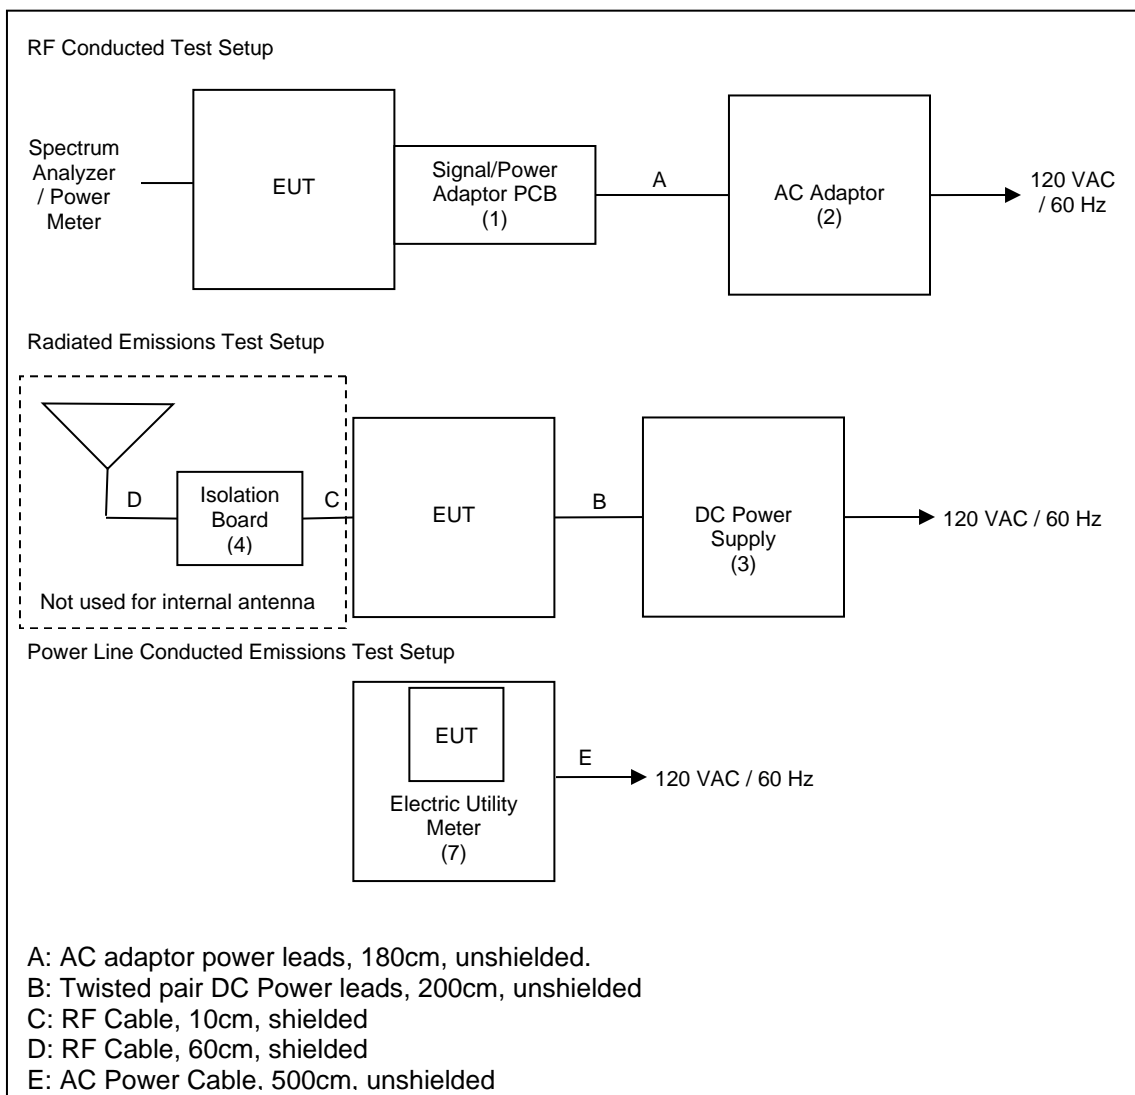 RF Conducted Test Setup
Spectrum
Analyzer
/ Power
Meter
EUT
Signal/Power
Adaptor PCB
(1)
A
AC Adaptor
(2)
120 VAC
/ 60 Hz
Radiated Emissions Test Setup
D
Isolation
Board
(4)
C
EUT
B
DC Power
Supply
(3)
120 VAC / 60 Hz
Not used for internal antenna
Power Line Conducted Emissions Test Setup
EUT
E
120 VAC / 60 Hz
Electric Utility
Meter
(7)
A: AC adaptor power leads, 180cm, unshielded.
B: Twisted pair DC Power leads, 200cm, unshielded
C: RF Cable, 10cm, shielded
D: RF Cable, 60cm, shielded
E: AC Power Cable, 500cm, unshielded